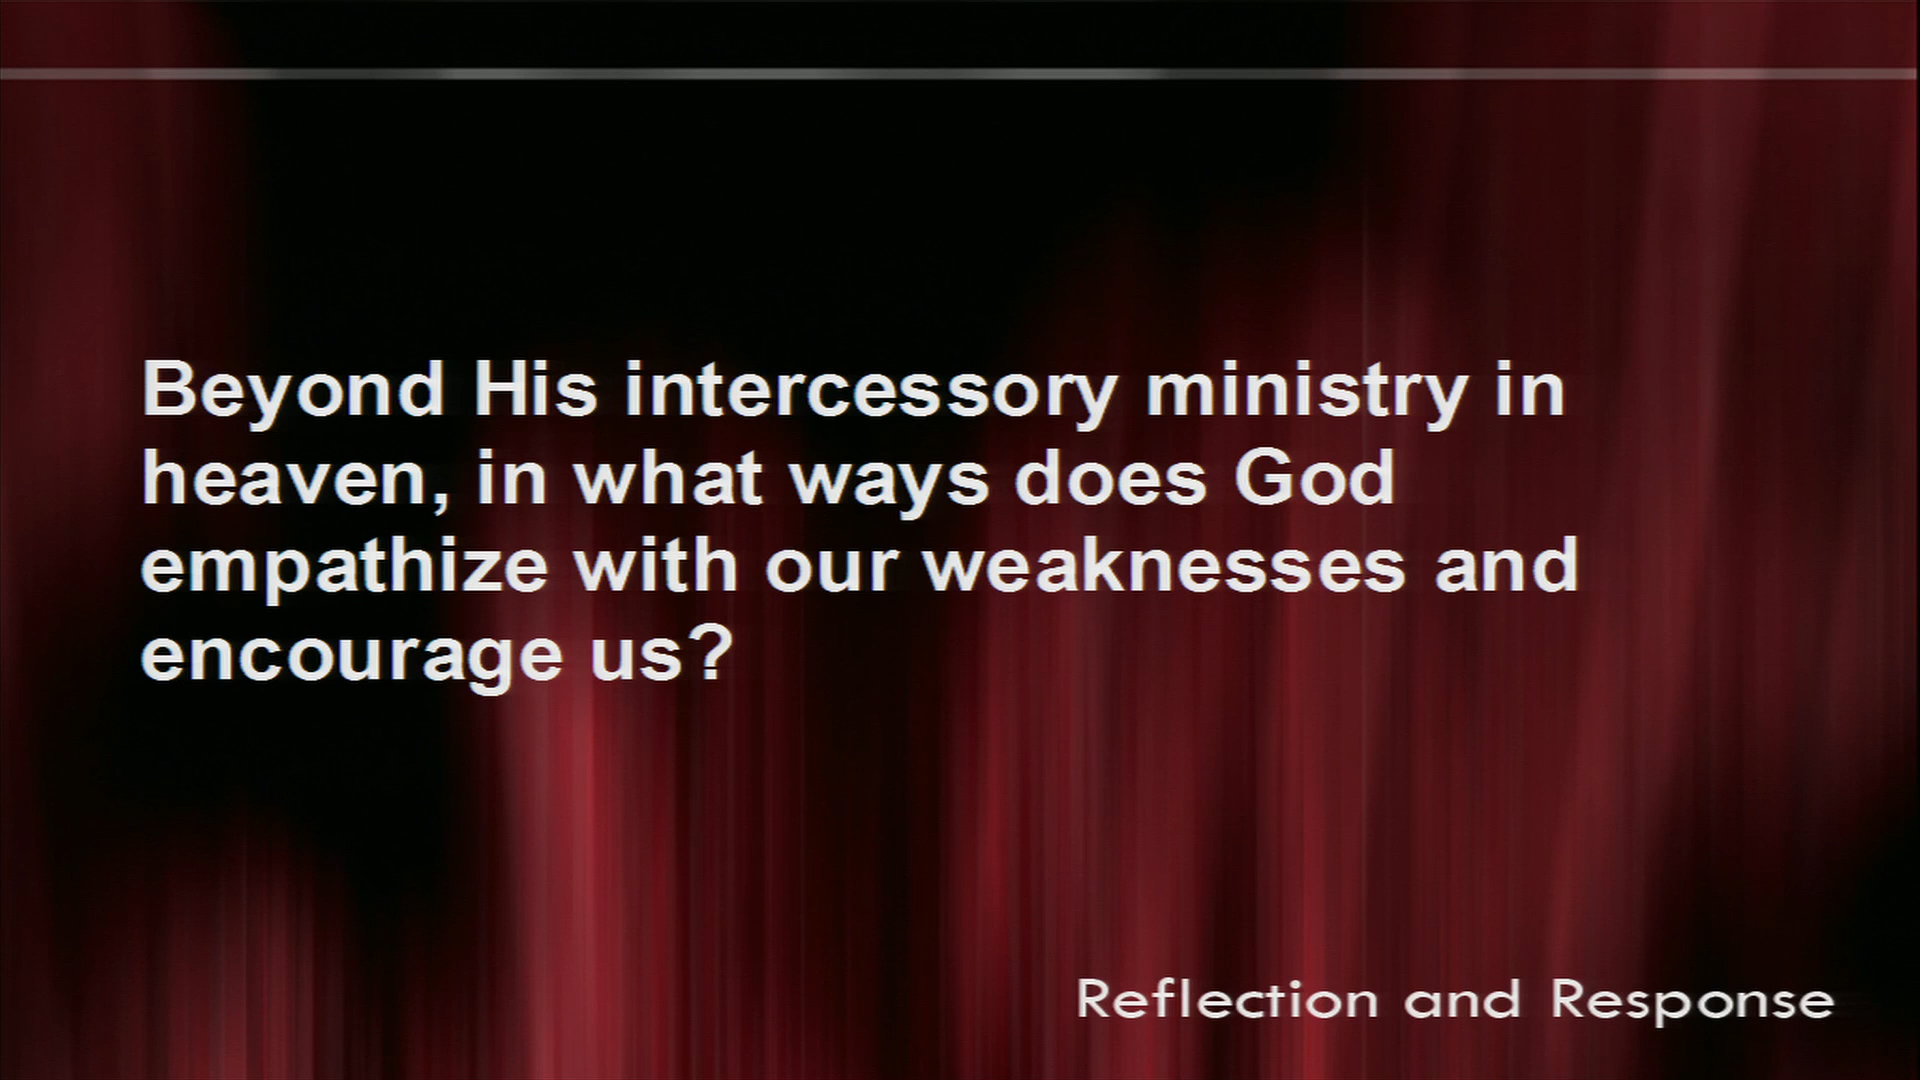 Beyond His intercessory ministry in
heaven, in what ways does God
empathize with our weaknesses and
encourage us?
Reflection and Response